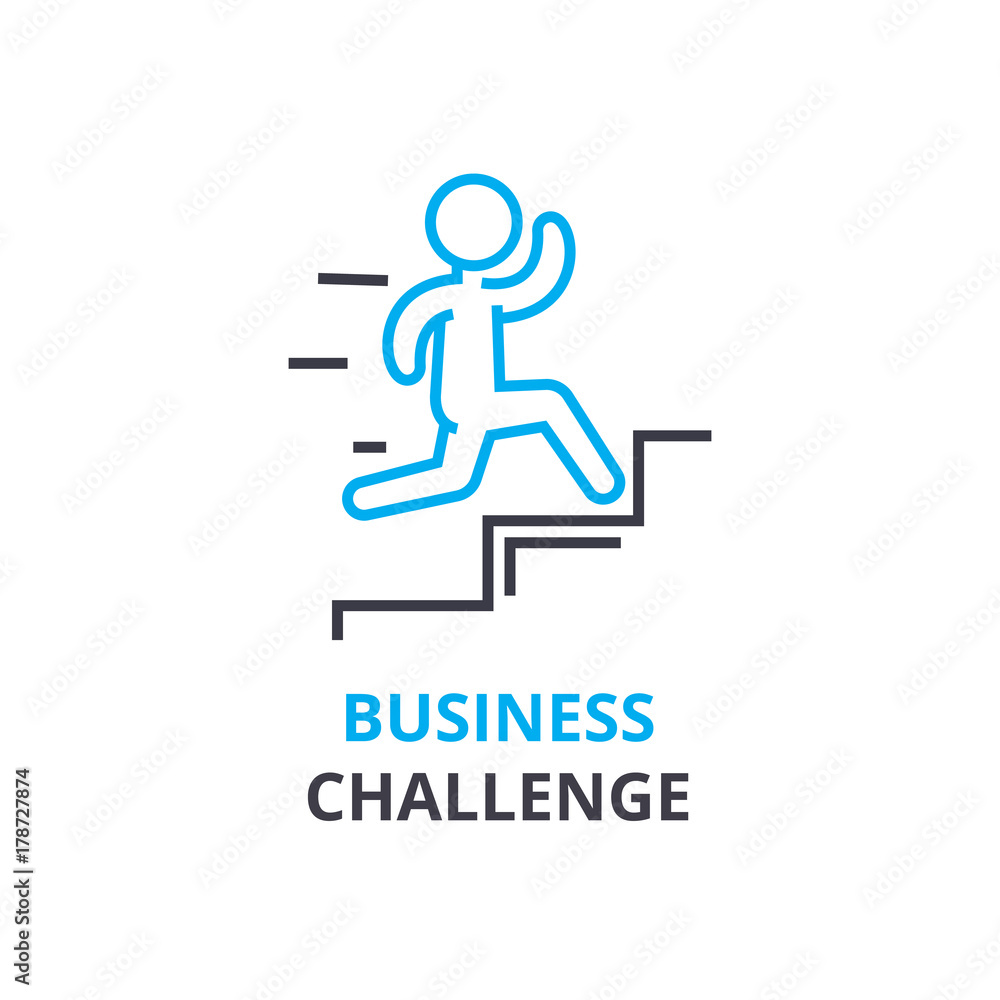 BUSINESS
CHALLENGE
Adobe Stock | #178727874